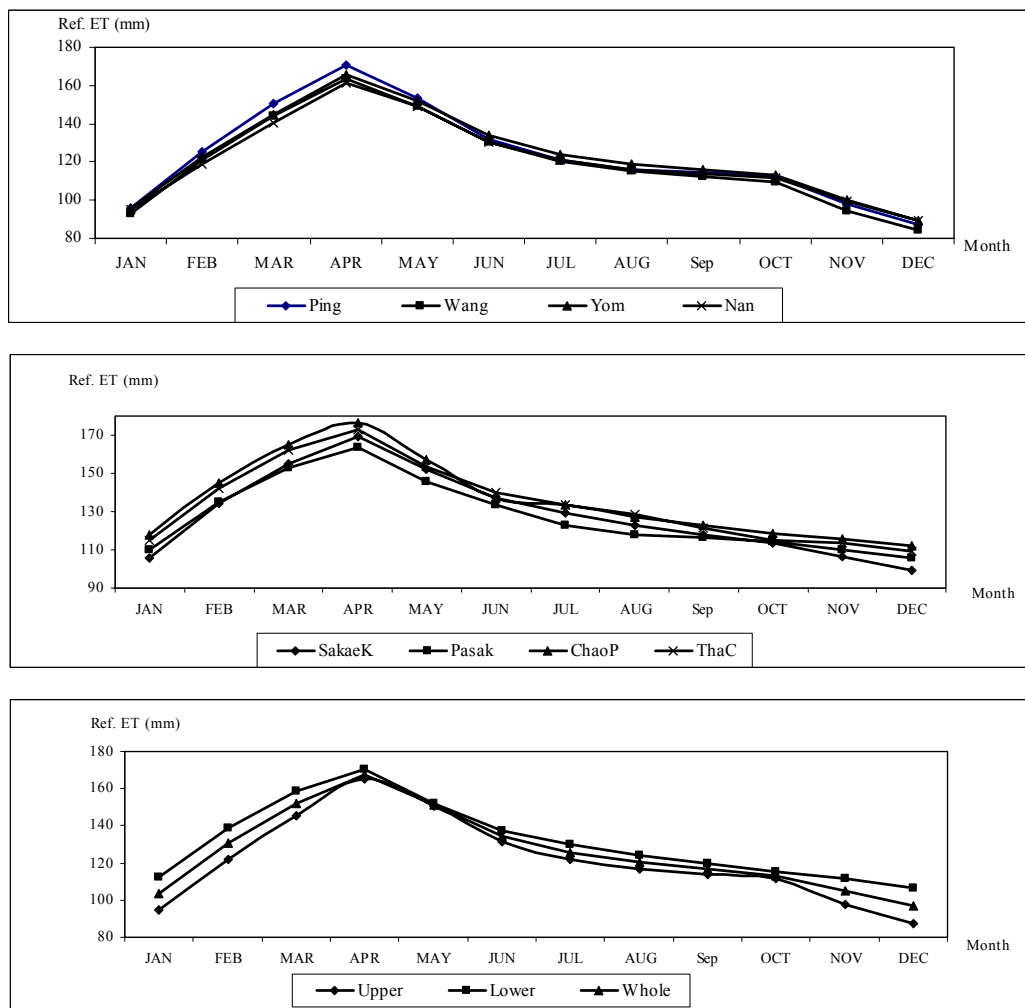 Ref. ET (mm)
180
160
140
120
100
80
Month
JAN FEB MAR APR MAY JUN JUL AUG Sep OCT NOV DEC
Ping Wang Yom Nan
Ref. ET (mm)
170
150
130
110
90
Month
JAN FEB MAR APR MAY JUN JUL AUG Sep OCT NOV DEC
SakaeK Pasak ChaoP ThaC
Ref. ET (mm)
180
160
140
120
100
80
Month
JAN FEB MAR APR MAY JUN JUL AUG Sep OCT NOV DEC
Upper Lower Whole